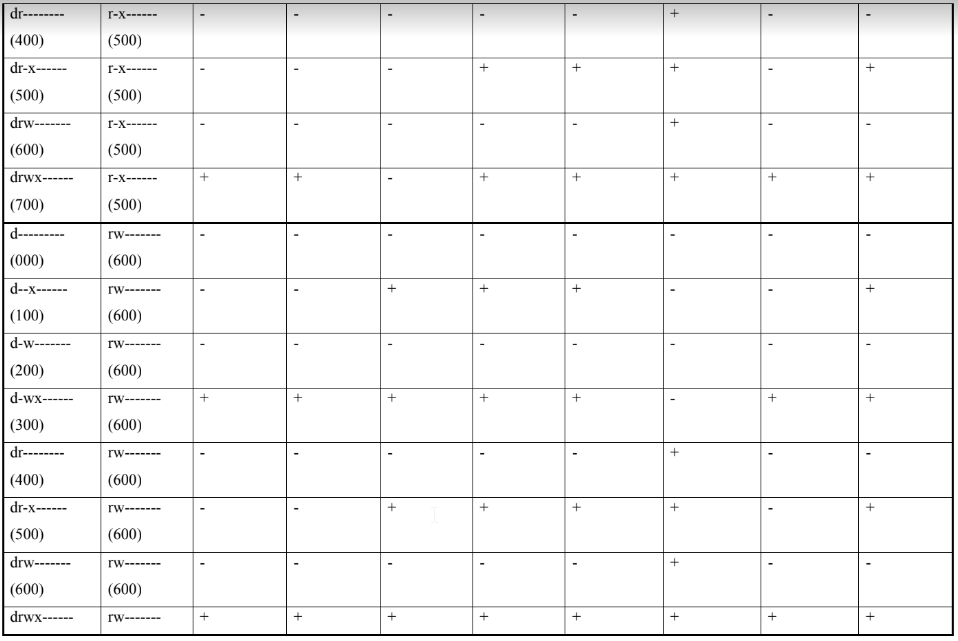 dr-------- r-x------ - - - - - + - -
(400) (500)
dr-x------ r-x------ - - - + + + - +
(500) (500)
drw------- r-x------ - - - - - + - -
(600) (500)
drwx------ r-x------ + + - + + + + +
(700) (500)
d--------- rw------- - - - - - - - -
(000) (600)
d--x------ rw------- - - + + + - - +
(100) (600)
d-w------- rw------- - - - - - - - -
(200) (600)
d-wx------ rw------- + + + + + - + +
(300) (600)
dr-------- rw------- - - - - - + - -
(400) (600)
dr-x------ rw------- - - + + + + - +
(500) (600)
drw------- rw------- - - - - - + - -
(600) (600)
drwx------ rw------- + + + + + + + +